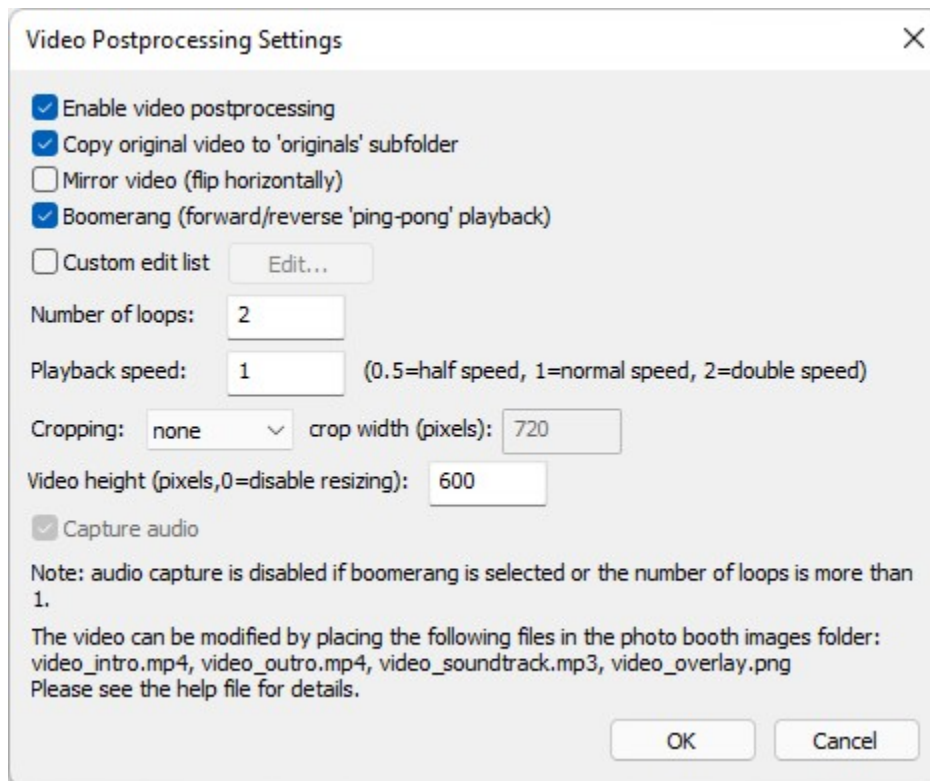 Video Postprocessing Settings
Enable video postprocessing
Copy original video to 'originals' subfolder
Mirror video (flip horizontally)
Boomerang (forward/reverse 'ping-pong' playback)
Custom edit list Edit...
Number of loops: 2
Playback speed: 1 (0.5=half speed, 1=normal speed, 2=double speed)
Cropping: none crop width (pixels): 720
Video height (pixels,0=disable resizing): 600
Capture audio
Note: audio capture is disabled if boomerang is selected or the number of loops is more than
1.
The video can be modified by placing the following files in the photo booth images folder:
video_intro.mp4, video_outro.mp4, video_soundtrack.mp3, video_overlay.png
Please see the help file for details.
OK Cancel